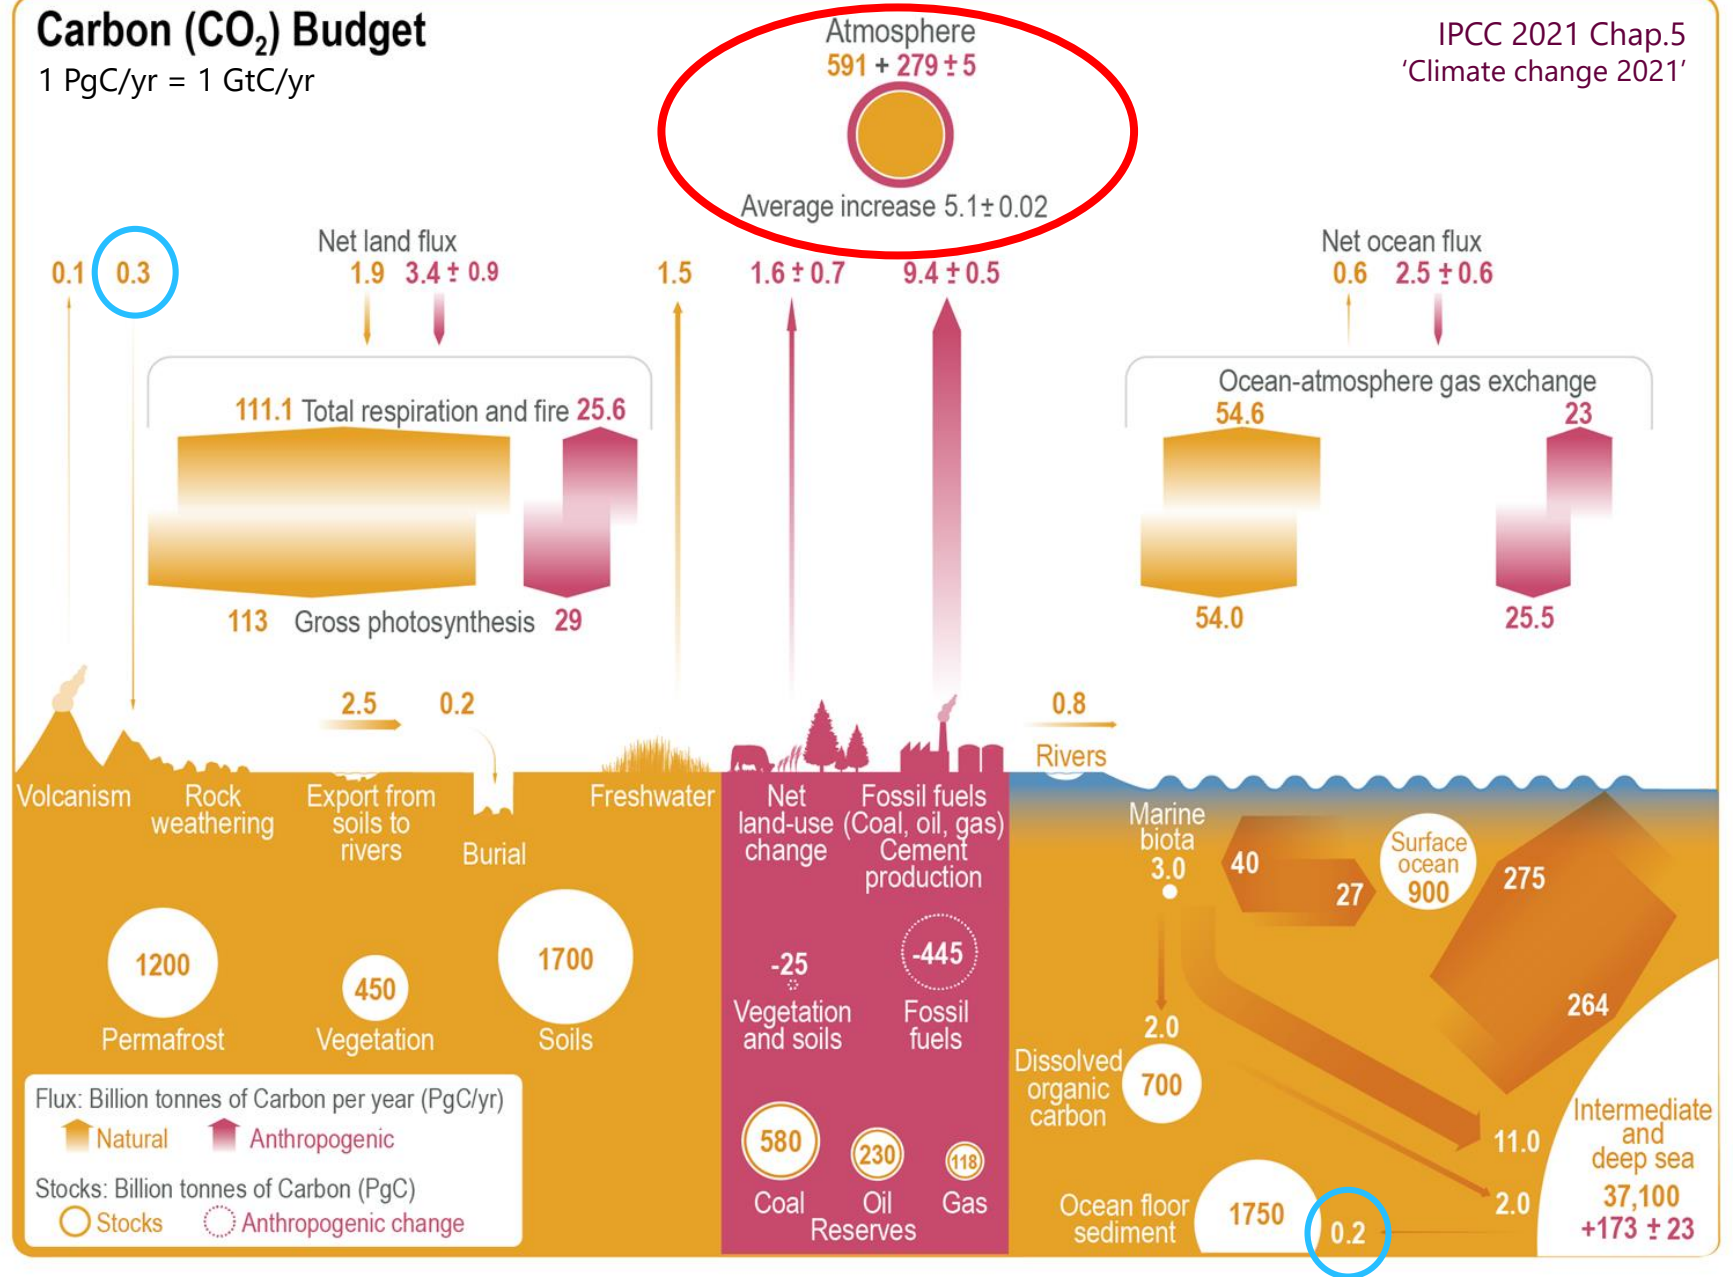 Carbon (CO₂) Budget
1 PgC/yr = 1 GtC/yr
Atmosphere
591 + 279 ± 5
Average increase 5.1 ± 0.02
IPCC 2021 Chap.5
‘Climate change 2021’
0.1
0.3
Net land flux
1.9 3.4 ± 0.9
1.5
1.6 ± 0.7
9.4 ± 0.5
Net ocean flux
0.6 2.5 ± 0.6
111.1 Total respiration and fire 25.6
113 Gross photosynthesis 29
Ocean-atmosphere gas exchange
54.6
23
54.0
25.5
2.5
0.2
0.8
Rivers
Volcanism
Rock
weathering
Export from
soils to
rivers
Burial
Freshwater
Net
land-use
change
Fossil fuels
(Coal, oil, gas)
Cement
production
Marine
biota
3.0
40
27
Surface
ocean
900
275
264
1200
Permafrost
450
Vegetation
1700
Soils
-25
Vegetation
and soils
-445
Fossil
fuels
2.0
Dissolved
organic
carbon
700
11.0
2.0
Intermediate
and
deep sea
37,100
+173 ± 23
580
Coal
230
Oil
118
Gas
Reserves
Ocean floor
sediment
1750
0.2
Flux: Billion tonnes of Carbon per year (PgC/yr)
Natural
Anthropogenic
Stocks: Billion tonnes of Carbon (PgC)
Stocks
Anthropogenic change